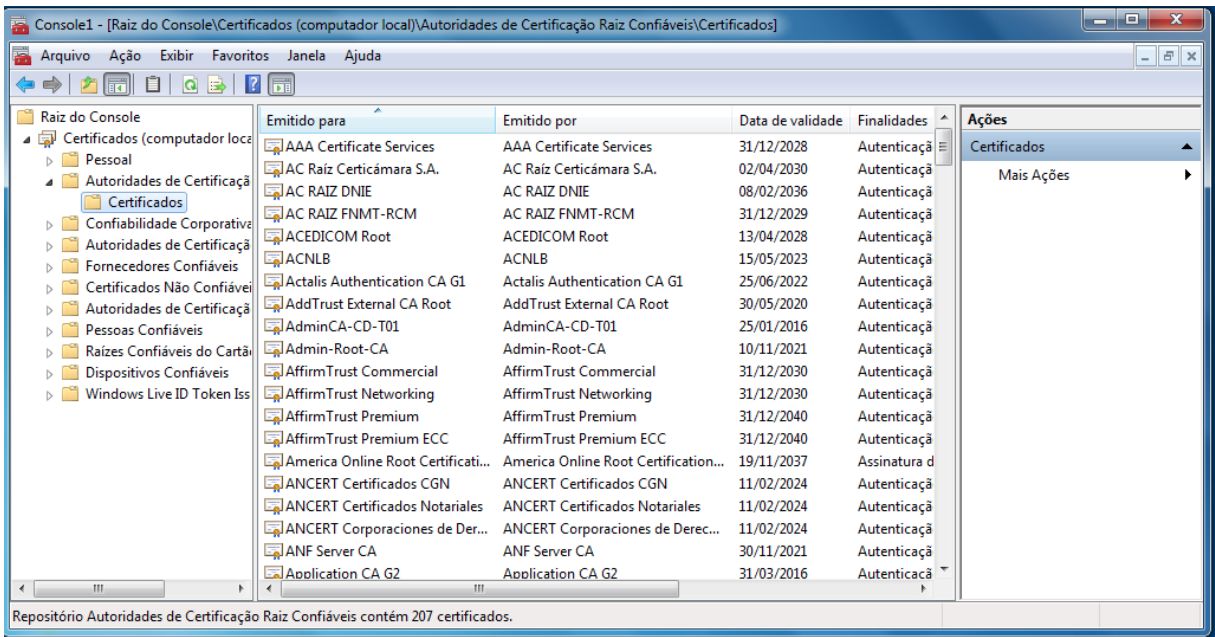 Console1 - [Raiz do Console\Certificados (computador local)\Autoridades de Certificação Raiz Confiáveis\Certificados]
Arquivo Ação Exibir Favoritos Janela Ajuda
Raiz do Console
Certificados (computador loca
Pessoal
Autoridades de Certificaçã
Certificados
Confiabilidade Corporativa
Autoridades de Certificaçã
Fornecedores Confiáveis
Certificados Não Confiávei
Autoridades de Certificaçã
Pessoas Confiáveis
Raízes Confiáveis do Cartã
Dispositivos Confiáveis
Windows Live ID Token Iss
Emitido para Emitido por Data de validade Finalidades
AAA Certificate Services AAA Certificate Services 31/12/2028 Autenticaçã
AC Raíz Certicámara S.A. AC Raíz Certicámara S.A. 02/04/2030 Autenticaçã
AC RAIZ DNIE AC RAIZ DNIE 08/02/2036 Autenticaçã
AC RAIZ FNMT-RCM AC RAIZ FNMT-RCM 31/12/2029 Autenticaçã
ACEDICOM Root ACEDICOM Root 13/04/2028 Autenticaçã
ACNLB ACNLB 15/05/2023 Autenticaçã
Actalis Authentication CA G1 Actalis Authentication CA G1 25/06/2022 Autenticaçã
AddTrust External CA Root AddTrust External CA Root 30/05/2020 Autenticaçã
AdminCA-CD-T01 AdminCA-CD-T01 25/01/2016 Autenticaçã
Admin-Root-CA Admin-Root-CA 10/11/2021 Autenticaçã
AffirmTrust Commercial AffirmTrust Commercial 31/12/2030 Autenticaçã
AffirmTrust Networking AffirmTrust Networking 31/12/2030 Autenticaçã
AffirmTrust Premium AffirmTrust Premium 31/12/2040 Autenticaçã
AffirmTrust Premium ECC AffirmTrust Premium ECC 31/12/2040 Autenticaçã
America Online Root Certificati... America Online Root Certification... 19/11/2037 Assinatura d
ANCERT Certificados CGN ANCERT Certificados CGN 11/02/2024 Autenticaçã
ANCERT Certificados Notariales ANCERT Certificados Notariales 11/02/2024 Autenticaçã
ANCERT Corporaciones de Der... ANCERT Corporaciones de Derec... 11/02/2024 Autenticaçã
ANF Server CA ANF Server CA 30/11/2021 Autenticaçã
Application CA G2 Application CA G2 31/03/2016 Autenticaçã
Ações
Certificados
Mais Ações
Repositório Autoridades de Certificação Raiz Confiáveis contém 207 certificados.